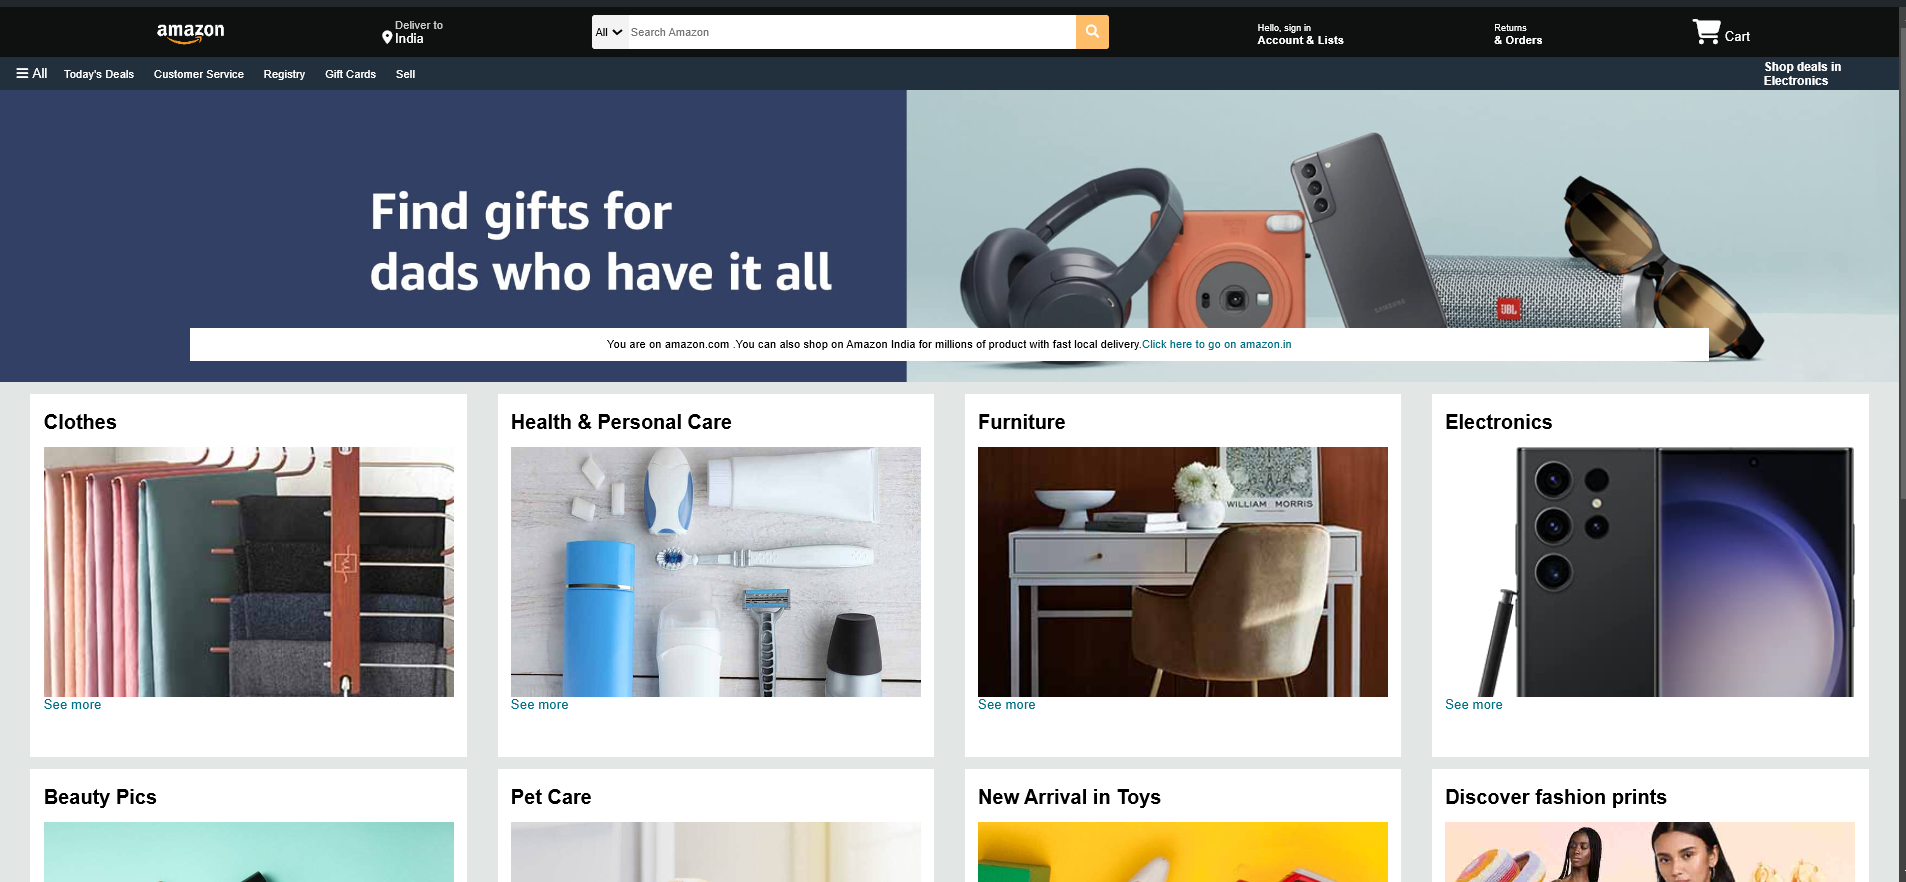 amazon
Deliver to
India
All
Search Amazon
Hello, sign in
Account & Lists
Returns
& Orders
Cart
All
Today's Deals
Customer Service
Registry
Gift Cards
Sell
Shop deals in
Electronics
Find gifts for
dads who have it all
SAMSUNG
JBL
You are on amazon.com .You can also shop on Amazon India for millions of product with fast local delivery.Click here to go on amazon.in
Clothes
See more
Health & Personal Care
See more
Furniture
WILLIAM MORRIS
See more
Electronics
See more
Beauty Pics
Pet Care
New Arrival in Toys
Discover fashion prints